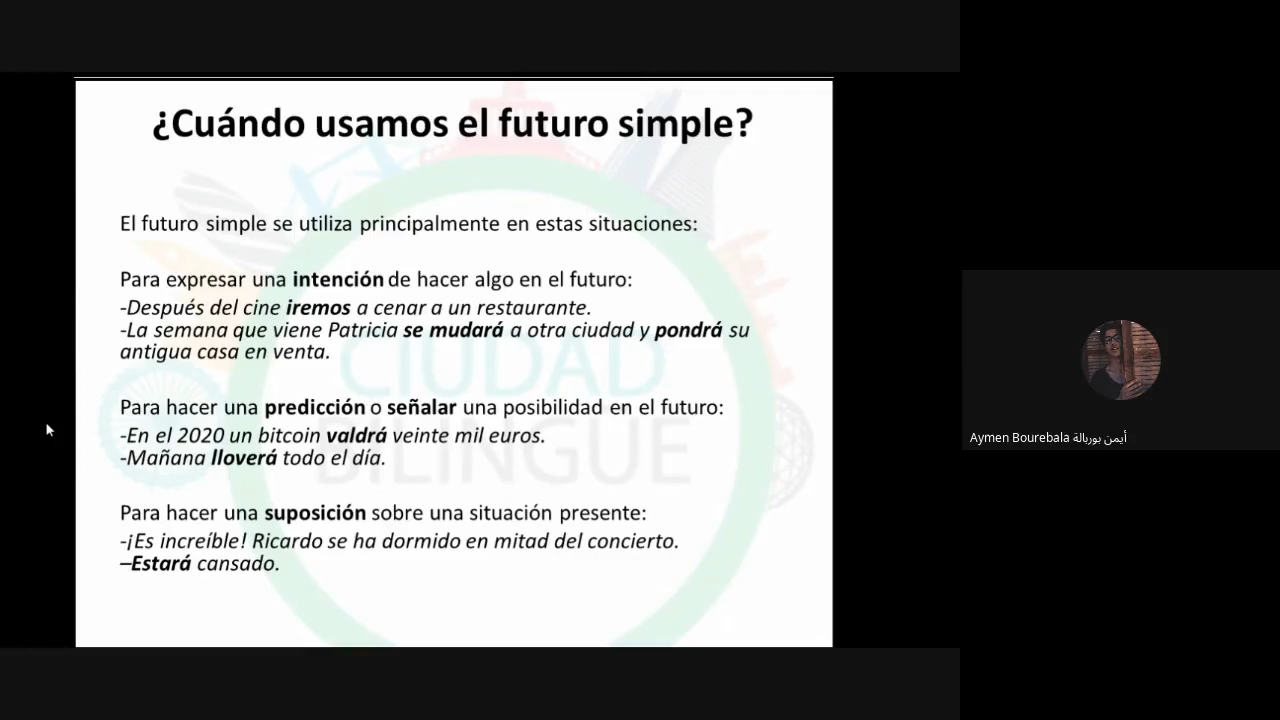 ¿Cuándo usamos el futuro simple?
El futuro simple se utiliza principalmente en estas situaciones:
Para expresar una intención de hacer algo en el futuro:
-Después del cine iremos a cenar a un restaurante.
-La semana que viene Patricia se mudará a otra ciudad y pondrá su
antigua casa en venta.
Para hacer una predicción o señalar una posibilidad en el futuro:
-En el 2020 un bitcoin valdrá veinte mil euros.
-Mañana lloverá todo el día.
Para hacer una suposición sobre una situación presente:
-¡Es increíble! Ricardo se ha dormido en mitad del concierto.
–Estará cansado.
CIUDAD
BILINGUE
Aymen Bourebala أيمن بوربالة